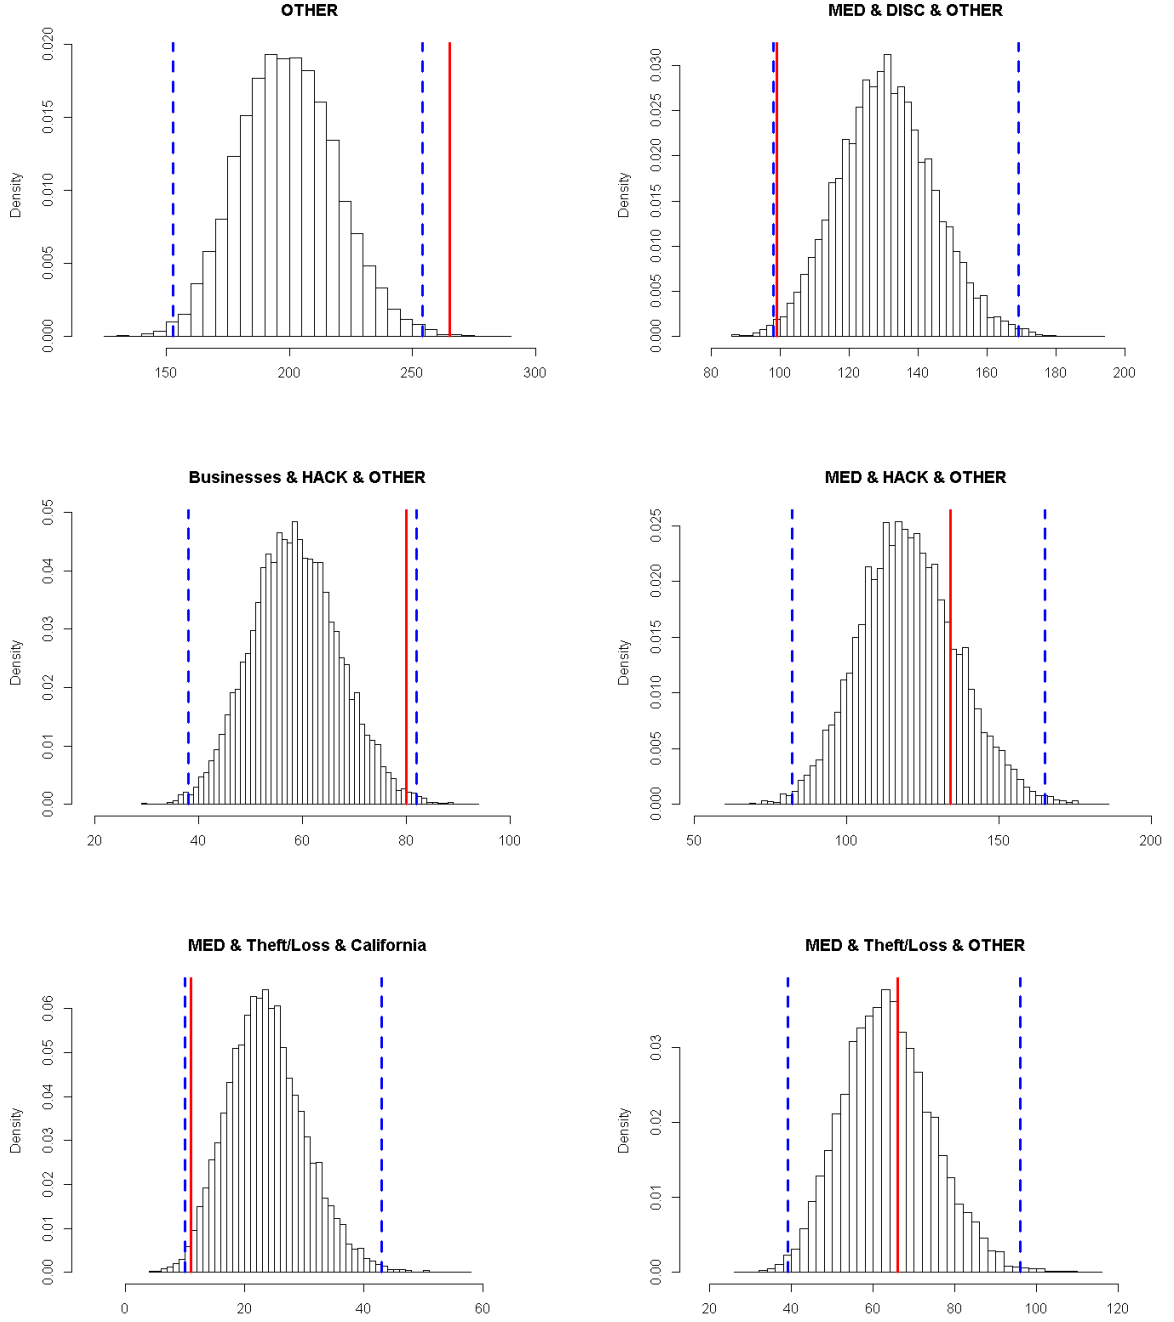 OTHER
Density
0.000 0.005 0.010 0.015 0.020
150 200 250 300
MED & DISC & OTHER
Density
0.000 0.005 0.010 0.015 0.020 0.025 0.030
80 100 120 140 160 180 200
Businesses & HACK & OTHER
Density
0.00 0.01 0.02 0.03 0.04 0.05
20 40 60 80 100
MED & HACK & OTHER
Density
0.000 0.005 0.010 0.015 0.020 0.025
50 100 150 200
MED & Theft/Loss & California
Density
0.00 0.01 0.02 0.03 0.04 0.05 0.06
0 20 40 60
MED & Theft/Loss & OTHER
Density
0.00 0.01 0.02 0.03
20 40 60 80 100 120